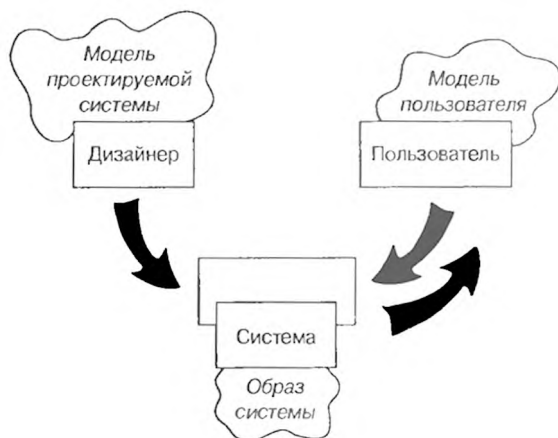 Модель
проектируемой
системы
Дизайнер
Модель
пользователя
Пользователь
Система
Образ
системы